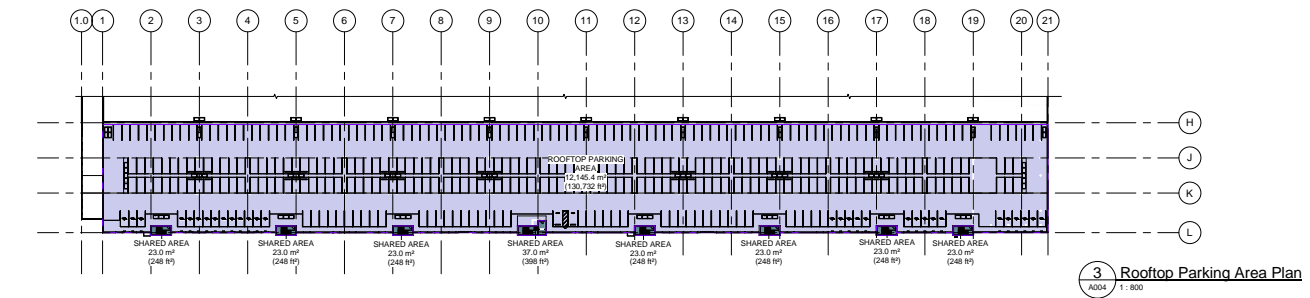 1.0 1 2 3 4 5 6 7 8 9 10 11 12 13 14 15 16 17 18 19 20 21
H
J
K
L
ROOFTOP PARKING
AREA
12,145.4 m²
(130,732 ft²)
SHARED AREA
23.0 m²
(248 ft²)
SHARED AREA
23.0 m²
(248 ft²)
SHARED AREA
23.0 m²
(248 ft²)
SHARED AREA
37.0 m²
(398 ft²)
SHARED AREA
23.0 m²
(248 ft²)
SHARED AREA
23.0 m²
(248 ft²)
SHARED AREA
23.0 m²
(248 ft²)
SHARED AREA
23.0 m²
(248 ft²)
3 Rooftop Parking Area Plan
A004 1 : 800